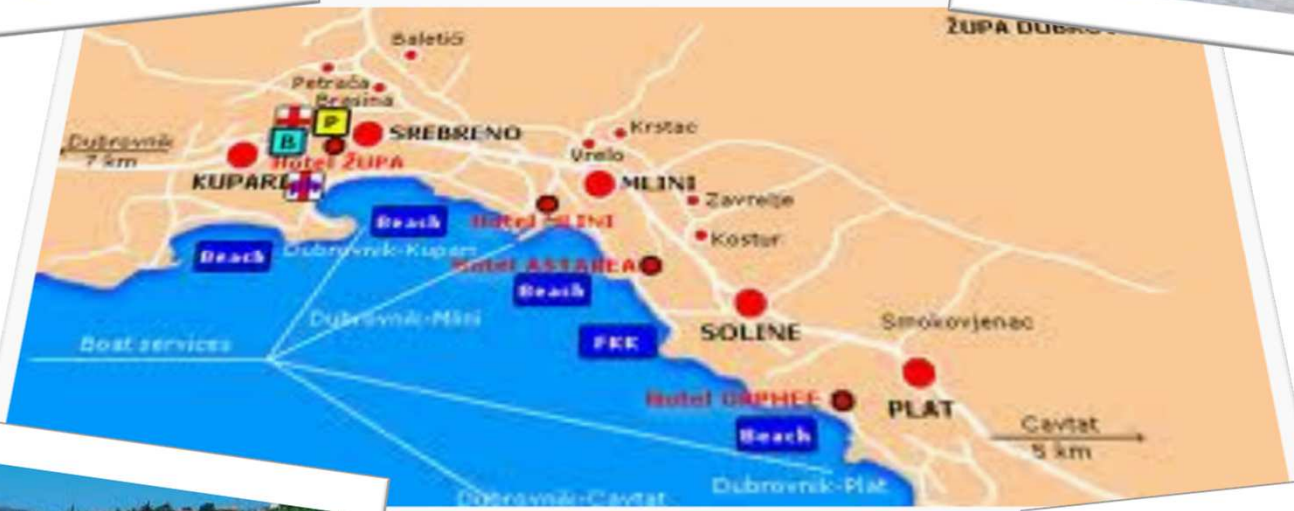 ŽUPA
Baletići
Petrača
Brašina
P
B
SREBRENO
Krstac
Dubrovnik
7 km
Vrelo
Hotel ŽUPA
KUPARI
MLINI
Zavrelje
Beach
Hotel MLINI
Kostur
Beach
Dubrovnik-Kupari
Hotel ASTAREA
Beach
Dubrovnik-Mlini
Smokovjenac
SOLINE
Boat services
FKK
Hotel ORPHEE
PLAT
Cavtat
5 km
Beach
Dubrovnik-Plat
Dubrovnik-Cavtat